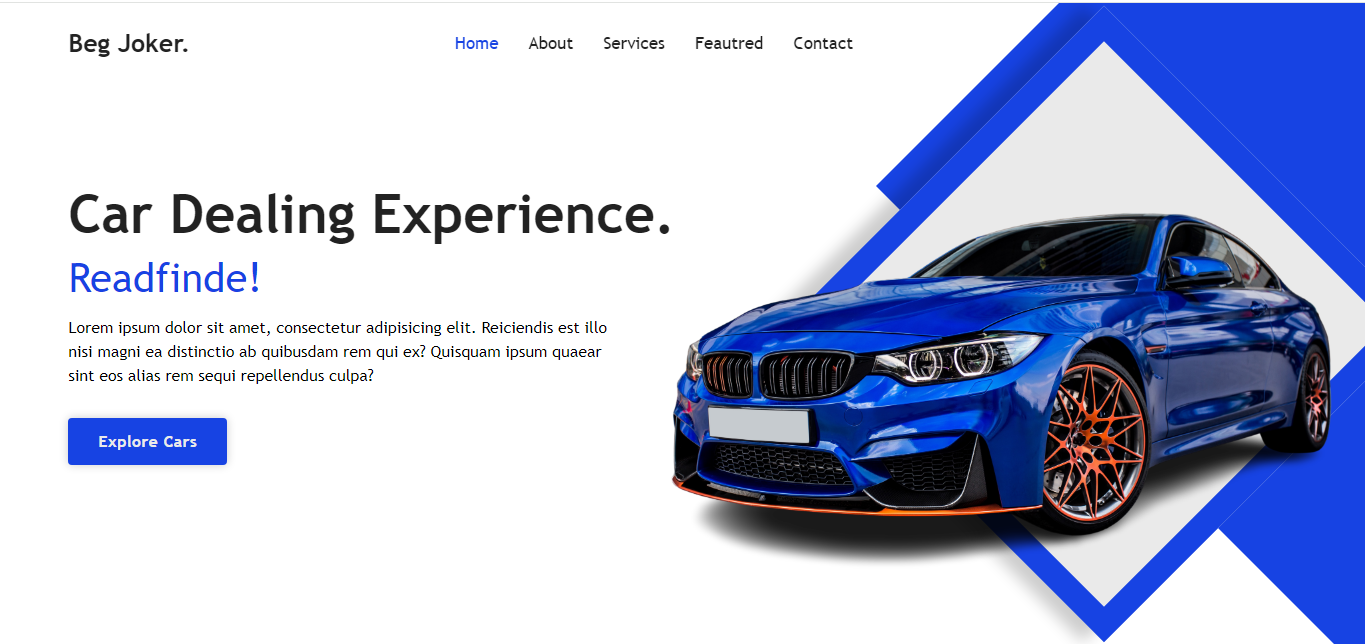 Beg Joker.
Home About Services Feautred Contact
Car Dealing Experience.
Readfinde!
Lorem ipsum dolor sit amet, consectetur adipisicing elit. Reiciendis est illo
nisi magni ea distinctio ab quibusdam rem qui ex? Quisquam ipsum quaear
sint eos alias rem sequi repellendus culpa?
Explore Cars